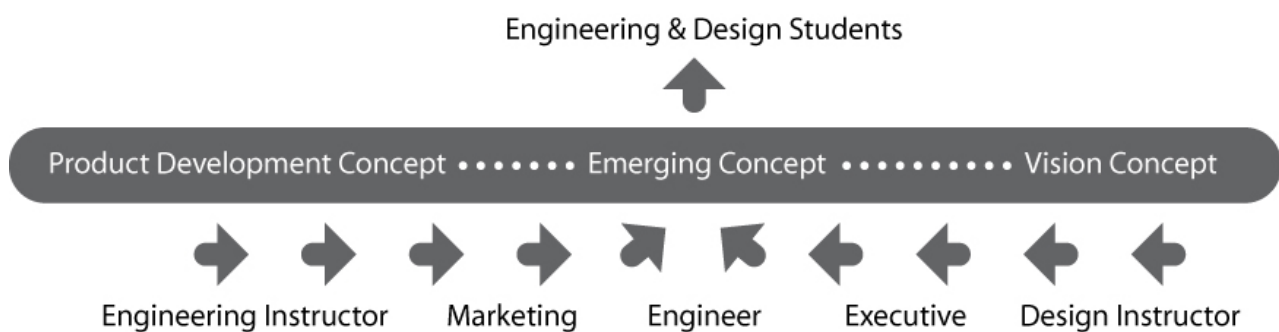 Engineering & Design Students
Product Development Concept ······· Emerging Concept ·········· Vision Concept
Engineering Instructor Marketing Engineer Executive Design Instructor